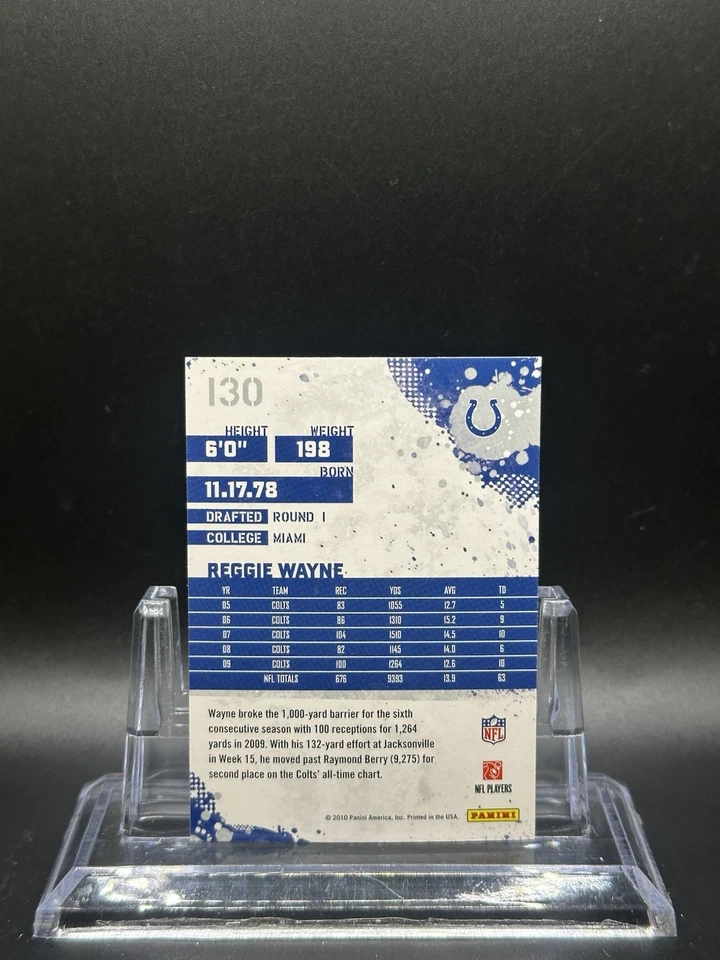 130
HEIGHT WEIGHT
6'0" 198
BORN
11.17.78
DRAFTED ROUND 1
COLLEGE MIAMI
REGGIE WAYNE
YR TEAM REC YDS AVG TD
05 COLTS 83 1055 12.7 5
06 COLTS 86 1310 15.2 9
07 COLTS 104 1510 14.5 10
08 COLTS 82 1145 14.0 6
09 COLTS 100 1264 12.6 10
NFL TOTALS 676 9393 13.9 63
Wayne broke the 1,000-yard barrier for the sixth
consecutive season with 100 receptions for 1,264
yards in 2009. With his 132-yard effort at Jacksonville
in Week 15, he moved past Raymond Berry (9,275) for
second place on the Colts' all-time chart.
NFL
NFL PLAYERS
© 2010 Panini America, Inc. Printed in the USA.
PANINI